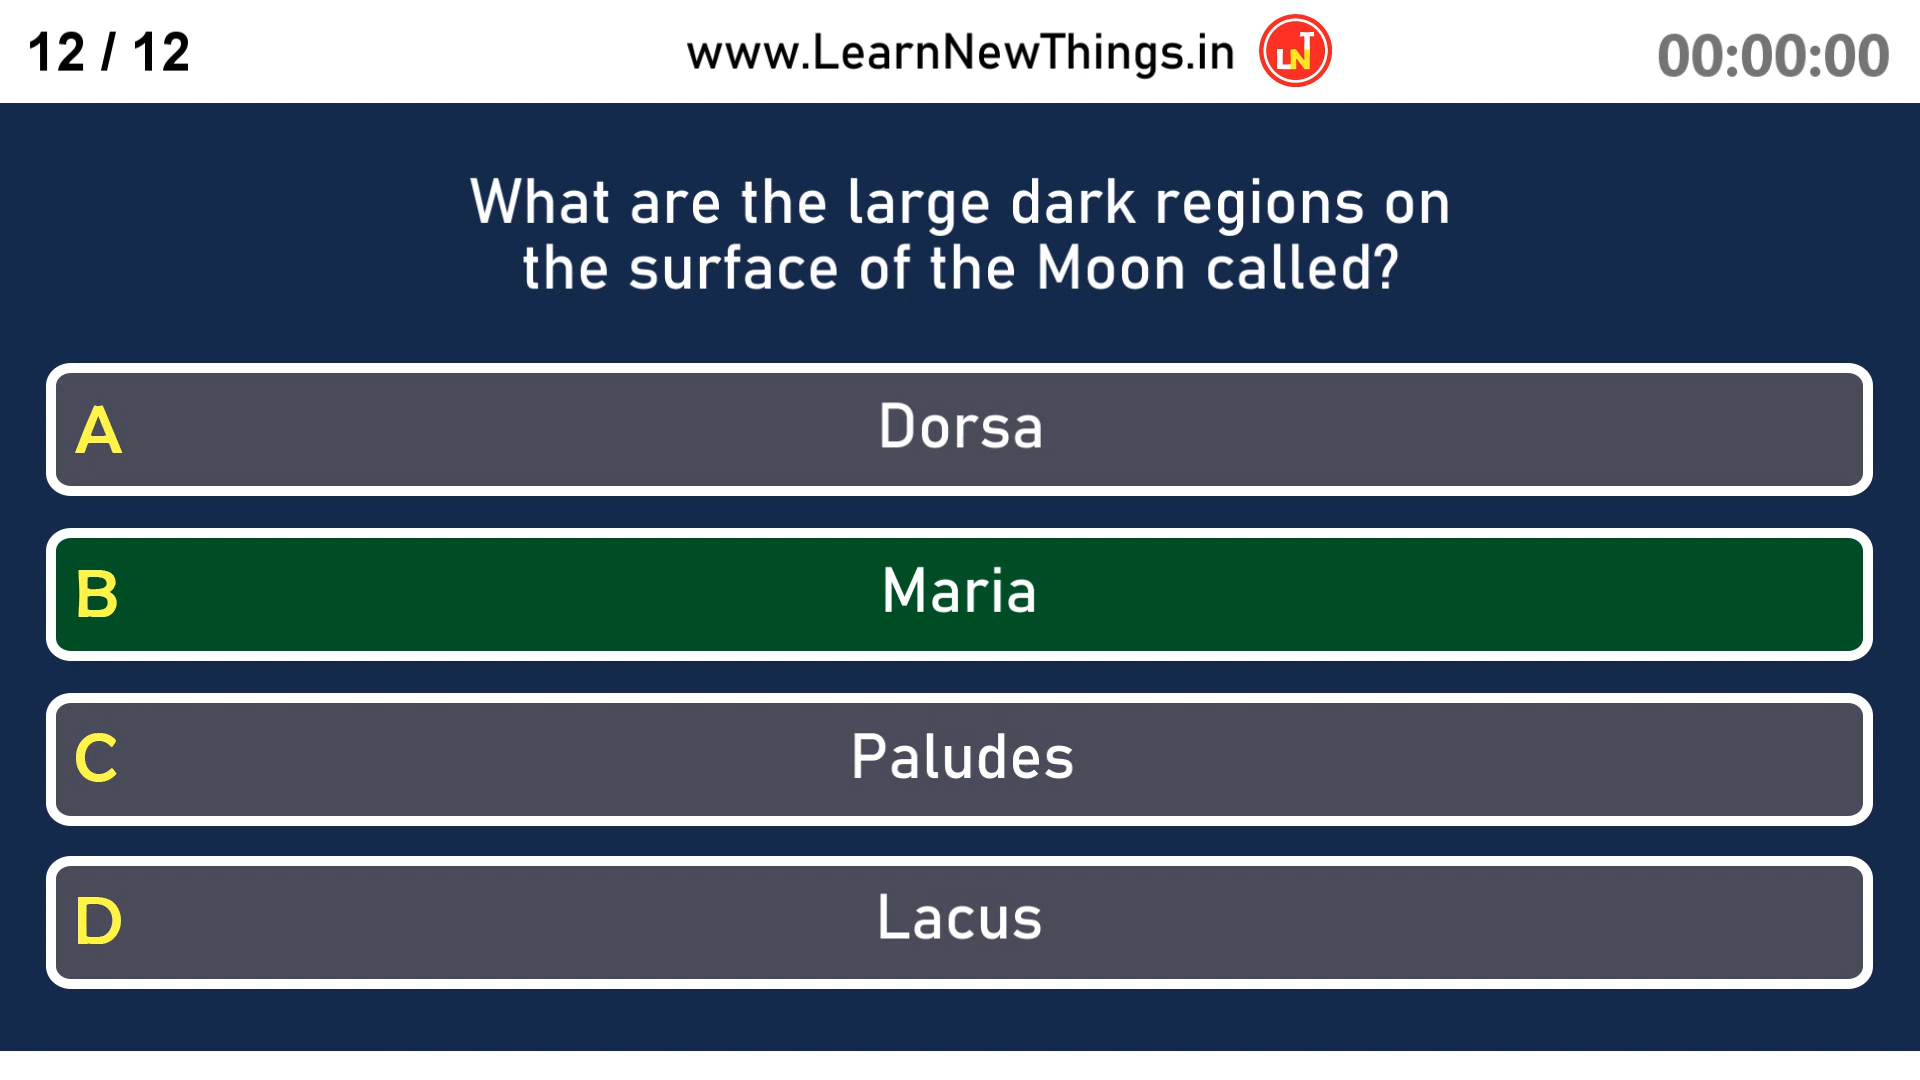 12 / 12
www.LearnNewThings.in
LNT
00:00:00
What are the large dark regions on
the surface of the Moon called?
A
Dorsa
B
Maria
C
Paludes
D
Lacus